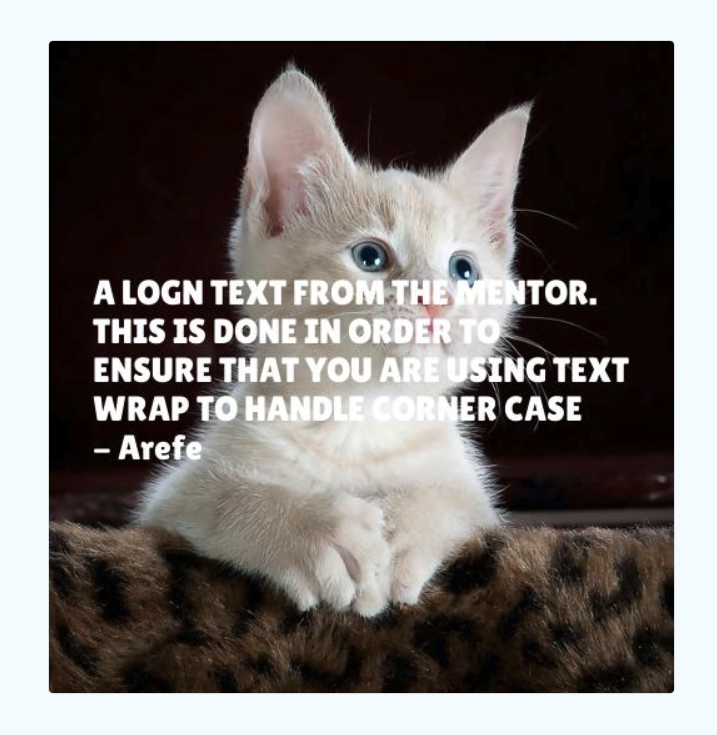 A LOGN TEXT FROM THE MENTOR.
THIS IS DONE IN ORDER TO
ENSURE THAT YOU ARE USING TEXT
WRAP TO HANDLE CORNER CASE
– Arefe